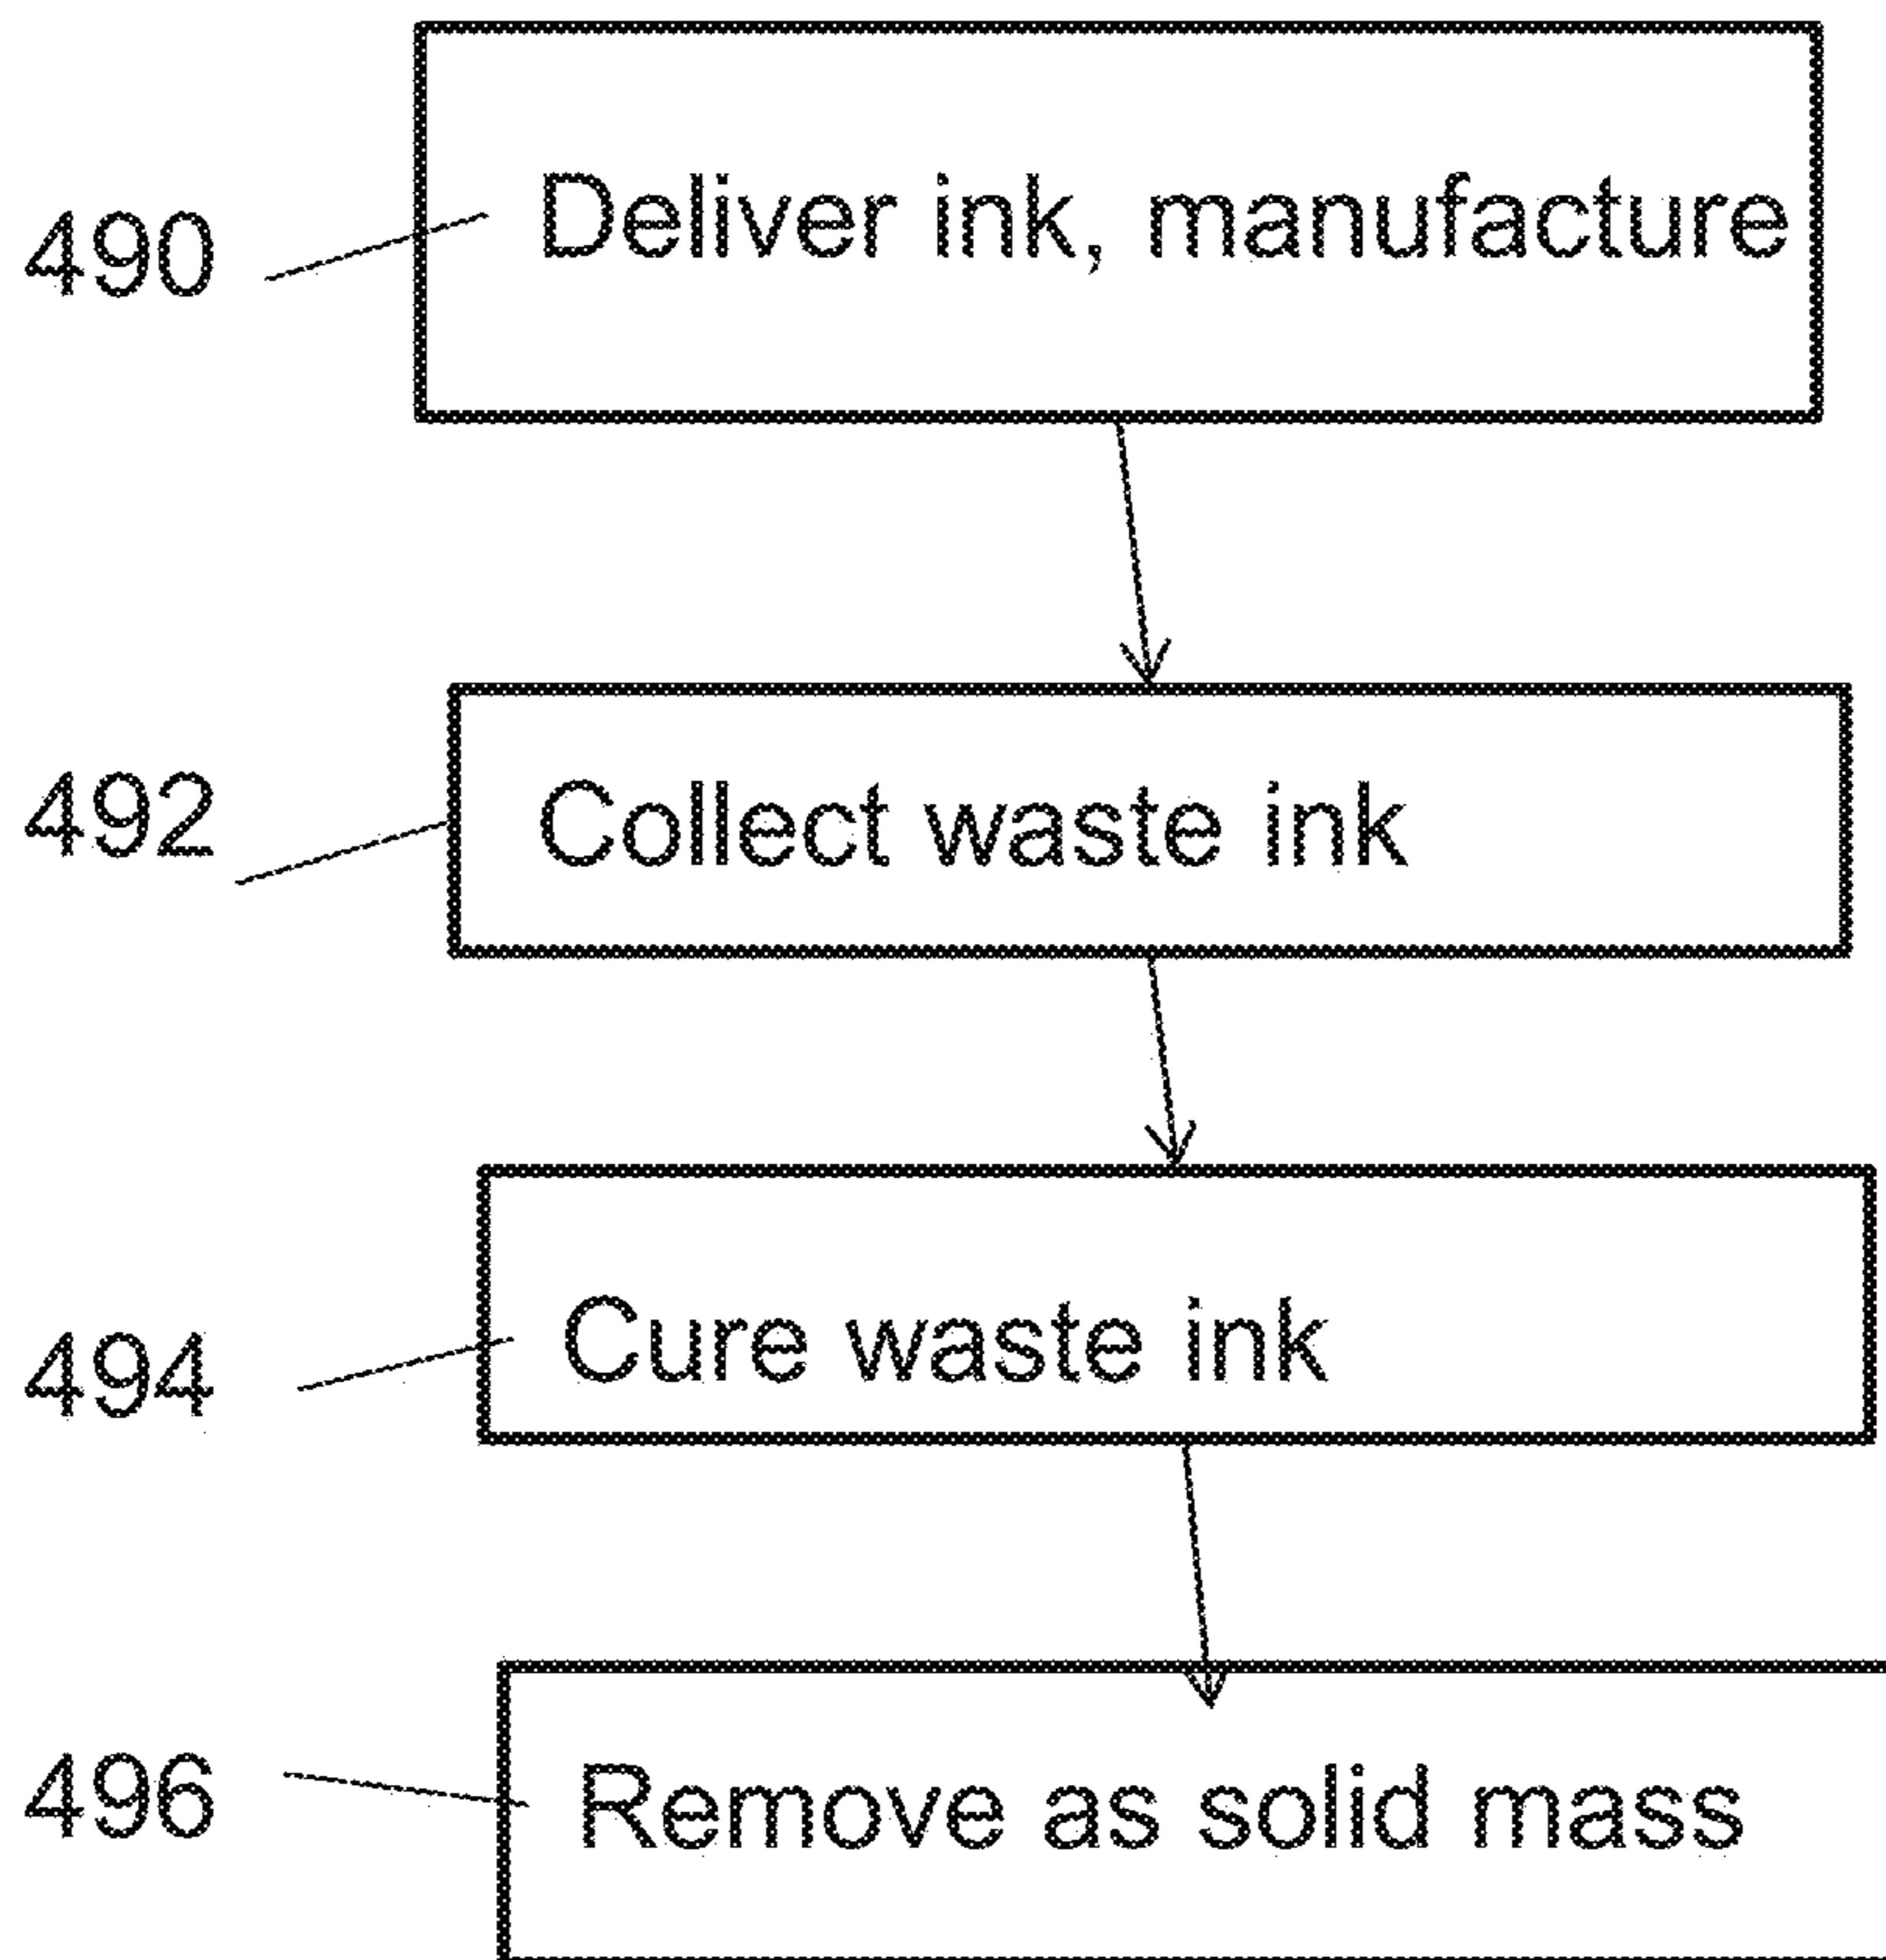 490
Deliver ink, manufacture
492
Collect waste ink
494
Cure waste ink
496
Remove as solid mass